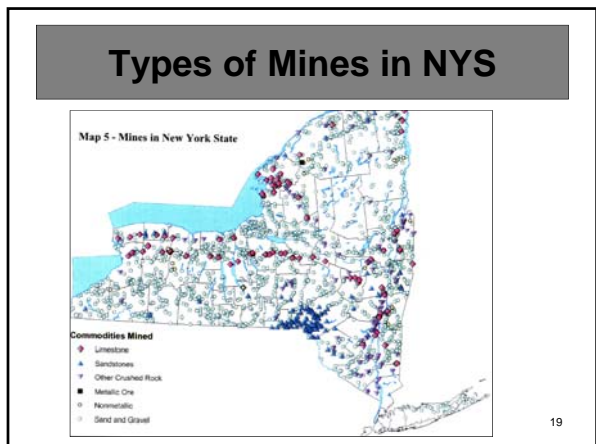 Types of Mines in NYS
Map 5 - Mines in New York State
Commodities Mined
Limestone
Sandstones
Other Crushed Rock
Metallic Ore
Nonmetallic
Sand and Gravel
19